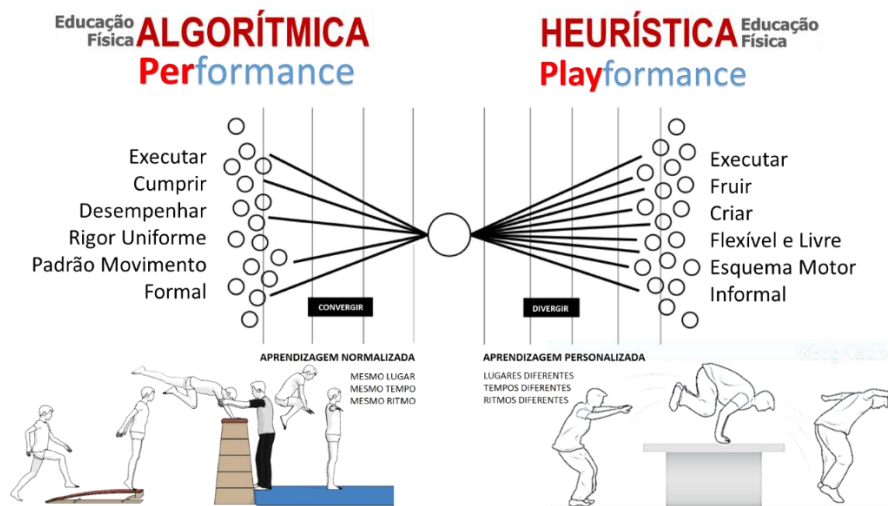 Educação
Física ALGORÍTMICA
Performance
Executar
Cumprir
Desempenhar
Rigor Uniforme
Padrão Movimento
Formal
CONVERGIR
APRENDIZAGEM NORMALIZADA
MESMO LUGAR
MESMO TEMPO
MESMO RITMO
HEURÍSTICA Educação
Física
Playformance
Executar
Fruir
Criar
Flexível e Livre
Esquema Motor
Informal
DIVERGIR
APRENDIZAGEM PERSONALIZADA
LUGARES DIFERENTES
TEMPOS DIFERENTES
RITMOS DIFERENTES